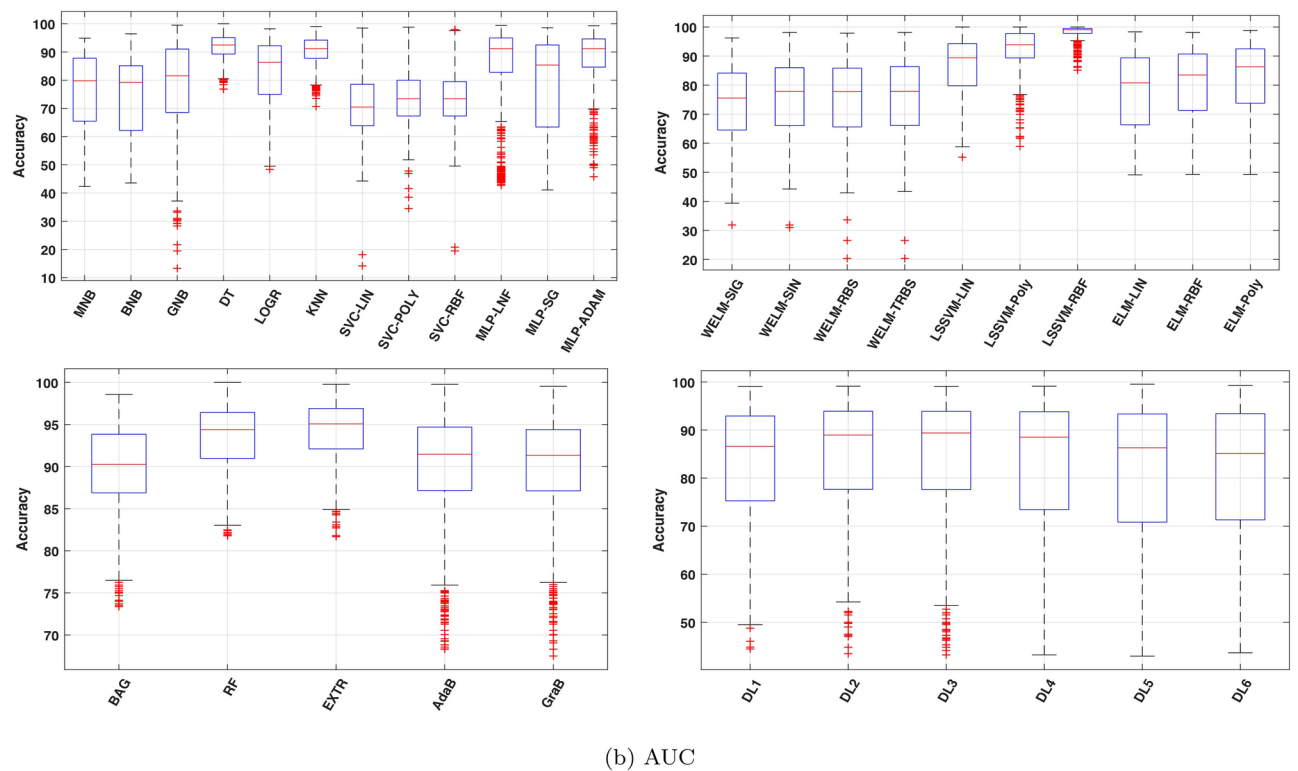 100
90
80
70
60
50
40
30
20
10
Accuracy
MNB
BNB
GNB
DT
LOGR
KNN
SVC-LIN
SVC-POLY
SVC-RBF
MLP-LNF
MLP-SG
MLP-ADAM
100
90
80
70
60
50
40
30
20
Accuracy
WELM-SIG
WELM-SIN
WELM-RBS
WELM-TRBS
LSSVM-LIN
LSSVM-Poly
LSSVM-RBF
ELM-LIN
ELM-RBF
ELM-Poly
100
95
90
85
80
75
70
Accuracy
BAG
RF
EXTR
AdaB
GraB
100
90
80
70
60
50
Accuracy
DL1
DL2
DL3
DL4
DL5
DL6
(b) AUC